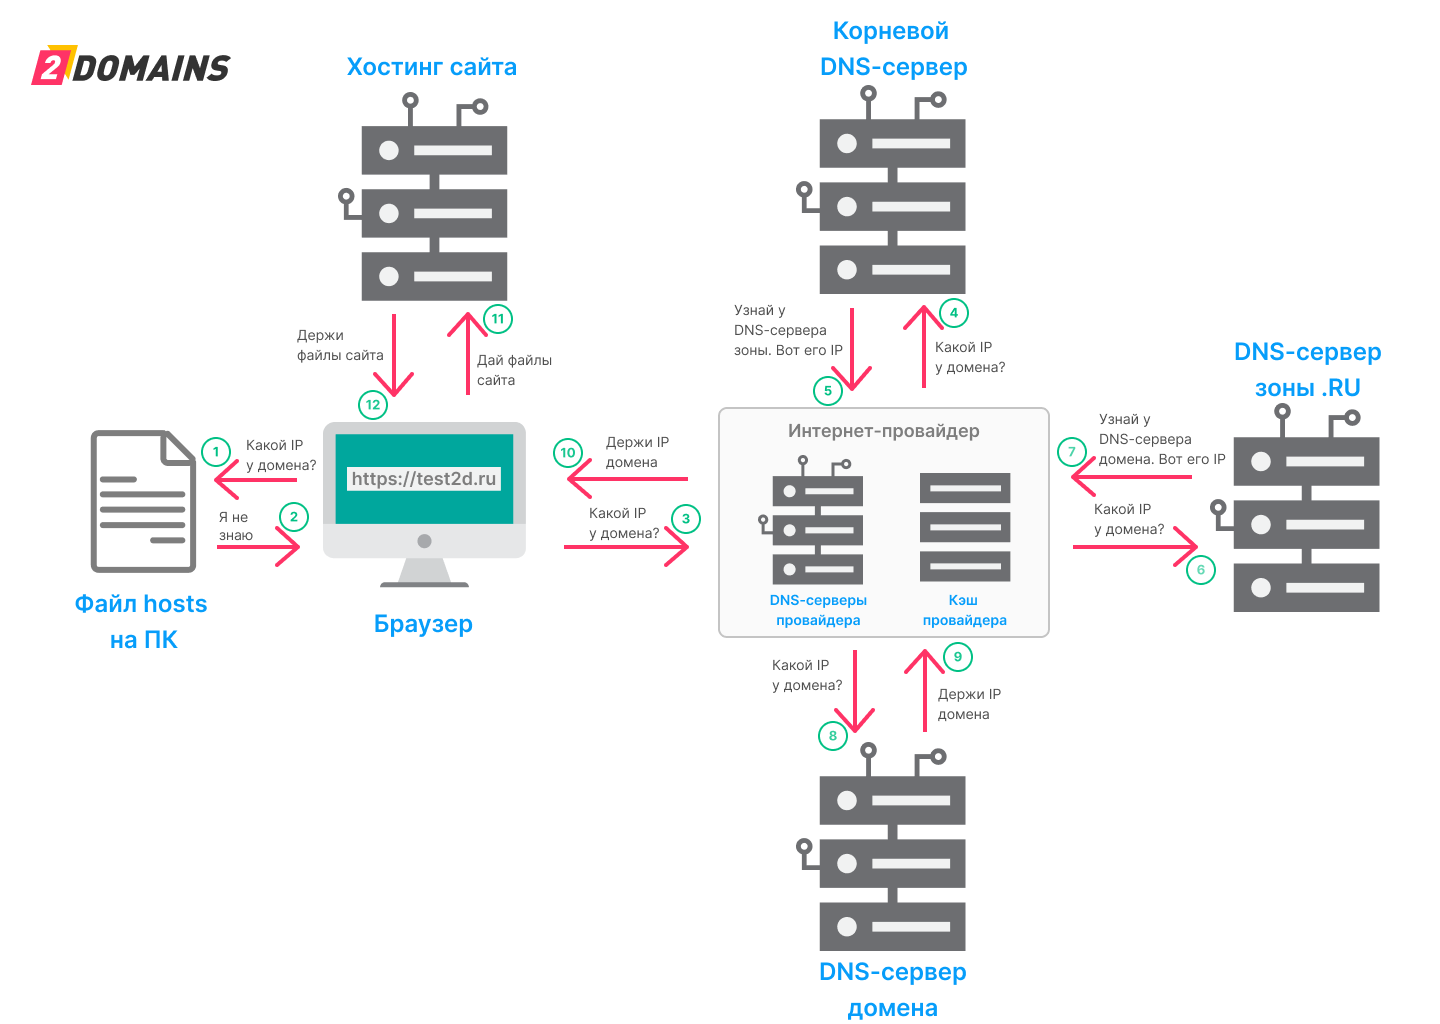 2DOMAINS
Хостинг сайта
Корневой
DNS-сервер
Держи
файлы сайта
11
Дай файлы
сайта
12
Узнай у
DNS-сервера
зоны. Вот его IP
5
4
Какой IP
у домена?
DNS-сервер
зоны .RU
1
Какой IP
у домена?
Я не
знаю
2
Файл hosts
на ПК
https://test2d.ru
Браузер
10
Держи IP
домена
Какой IP
у домена?
3
Интернет-провайдер
DNS-серверы
провайдера
Кэш
провайдера
7
Узнай у
DNS-сервера
домена. Вот его IP
Какой IP
у домена?
6
Какой IP
у домена?
8
9
Держи IP
домена
DNS-сервер
домена